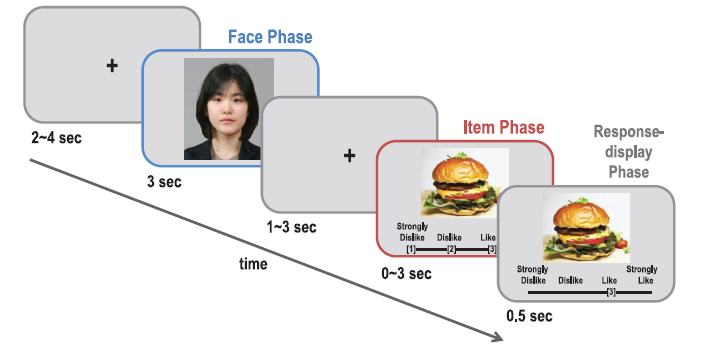 +
2~4 sec
Face Phase
3 sec
+
1~3 sec
Item Phase
Strongly
Dislike Dislike Like
[1] [2] [3]
0~3 sec
Response-
display
Phase
Strongly Strongly
Dislike Dislike Like Like
[3]
0.5 sec
time